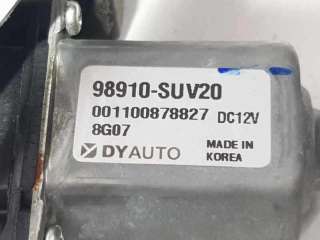 98910-SUV20
001100878827 DC12V
8G07
DYAUTO MADE IN KOREA